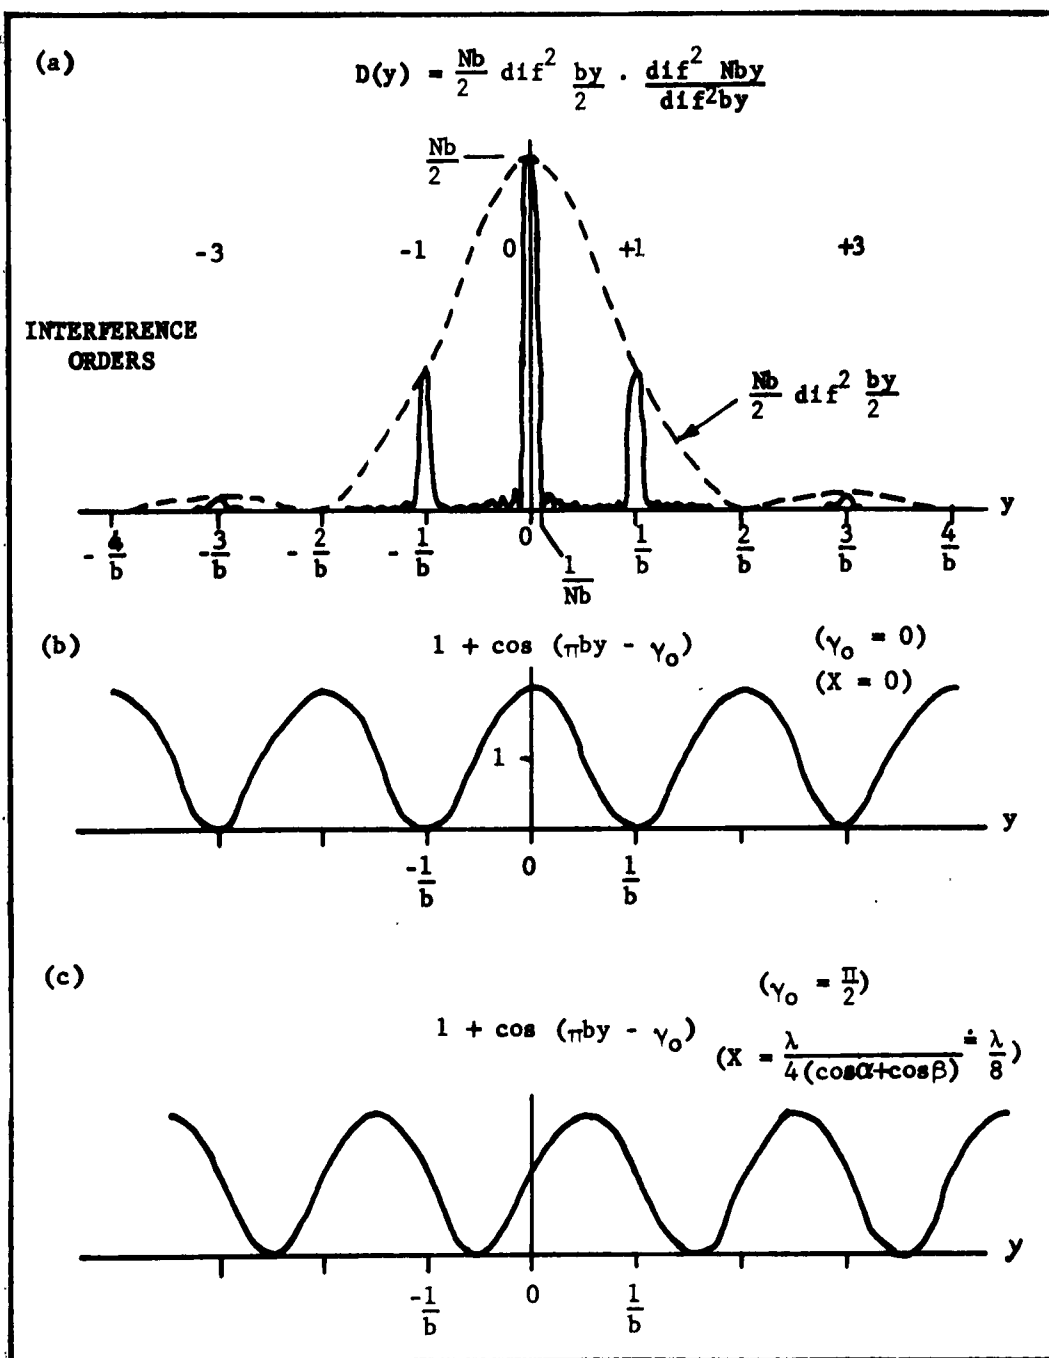 (a)
D(y) = Nb/2 dif² by/2 . dif² Nby/dif²by
Nb/2
-3 -1 0 +1 +3
INTERFERENCE
ORDERS
Nb/2 dif² by/2
y
-4/b -3/b -2/b -1/b 0 1/b 2/b 3/b 4/b
1/Nb
(b)
1 + cos (πby - γo)
(γo = 0)
(X = 0)
1
y
-1/b 0 1/b
(c)
(γo = π/2)
1 + cos (πby - γo)
(X = λ/4(cosα+cosβ) ≐ λ/8)
y
-1/b 0 1/b